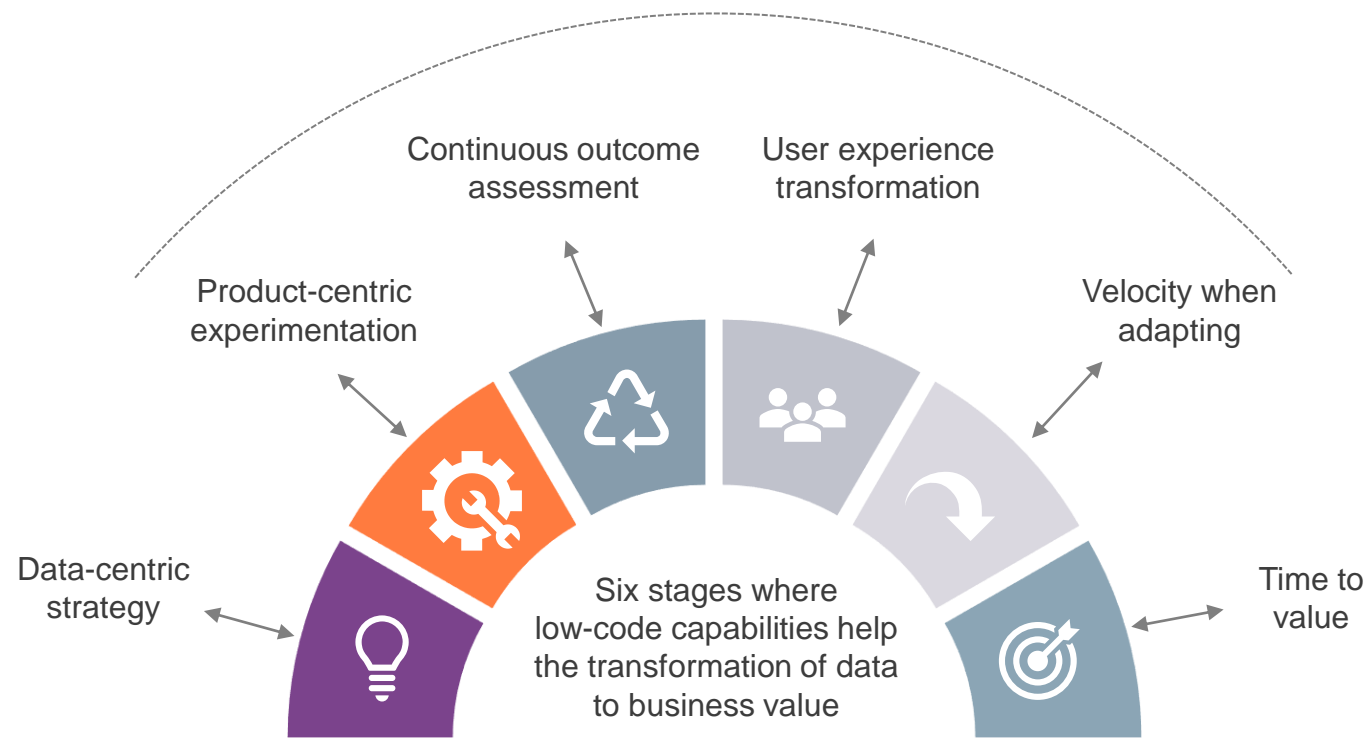 Continuous outcome
assessment
User experience
transformation
Product-centric
experimentation
Velocity when
adapting
Data-centric
strategy
Six stages where
low-code capabilities help
the transformation of data
to business value
Time to
value